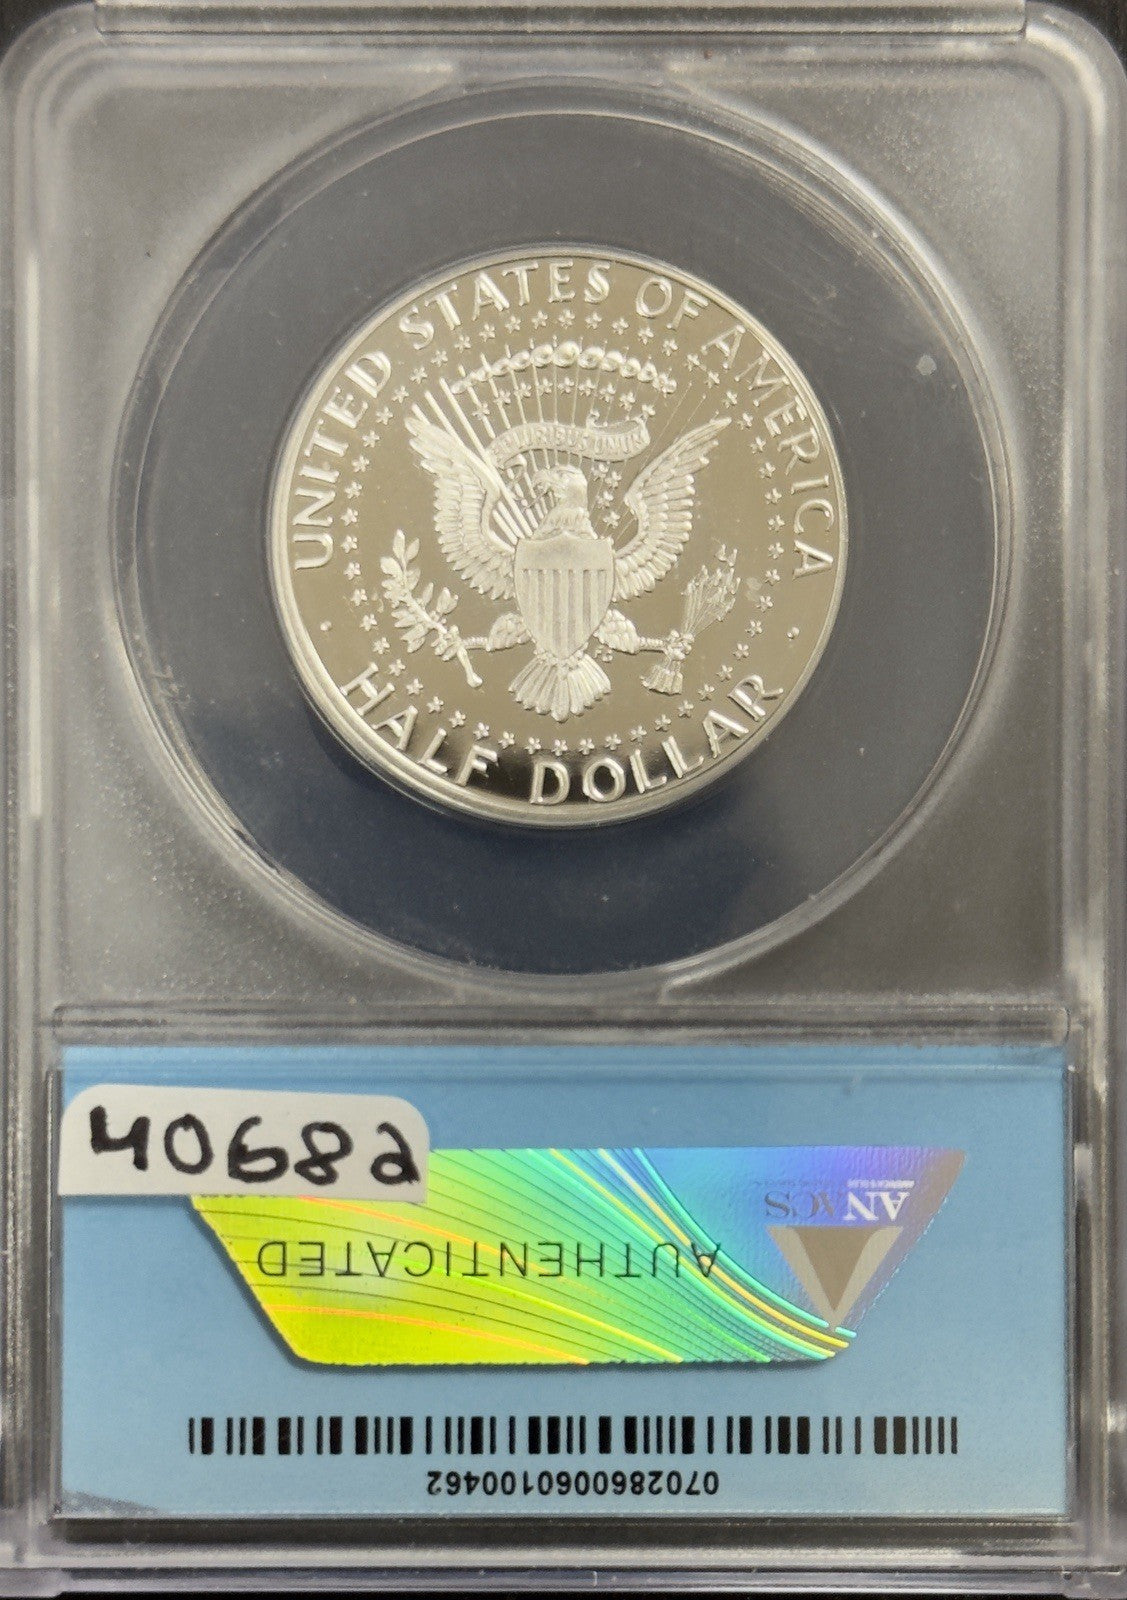 UNITED STATES OF AMERICA
E PLURIBUS UNUM
HALF DOLLAR
40682
ANACS
AUTHENTICATED
0702860060100462